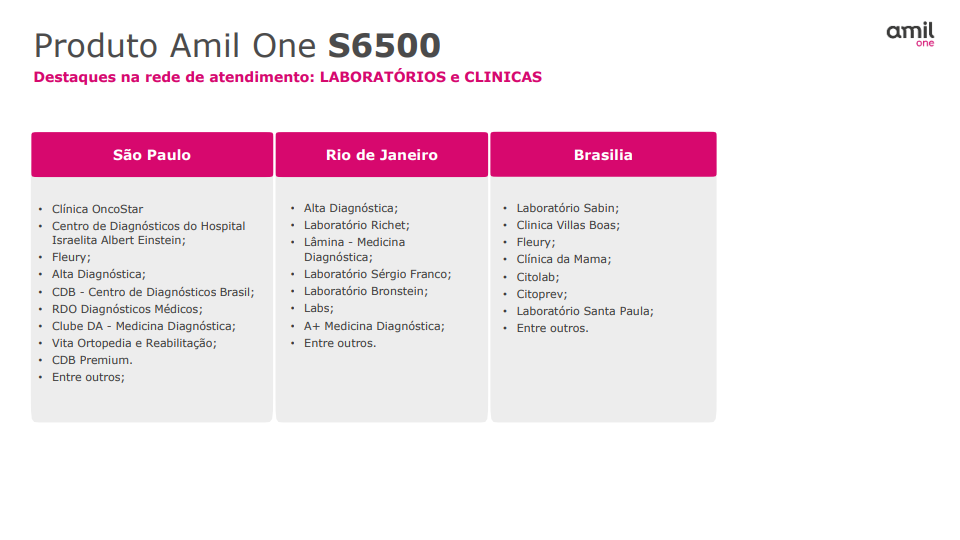 Produto Amil One S6500
amil
one
Destaques na rede de atendimento: LABORATÓRIOS e CLINICAS
São Paulo
• Clínica OncoStar
• Centro de Diagnósticos do Hospital
Israelita Albert Einstein;
• Fleury;
• Alta Diagnóstica;
• CDB - Centro de Diagnósticos Brasil;
• RDO Diagnósticos Médicos;
• Clube DA - Medicina Diagnóstica;
• Vita Ortopedia e Reabilitação;
• CDB Premium.
• Entre outros;
Rio de Janeiro
• Alta Diagnóstica;
• Laboratório Richet;
• Lâmina - Medicina
Diagnóstica;
• Laboratório Sérgio Franco;
• Laboratório Bronstein;
• Labs;
• A+ Medicina Diagnóstica;
• Entre outros.
Brasilia
• Laboratório Sabin;
• Clinica Villas Boas;
• Fleury;
• Clínica da Mama;
• Citolab;
• Citoprev;
• Laboratório Santa Paula;
• Entre outros.